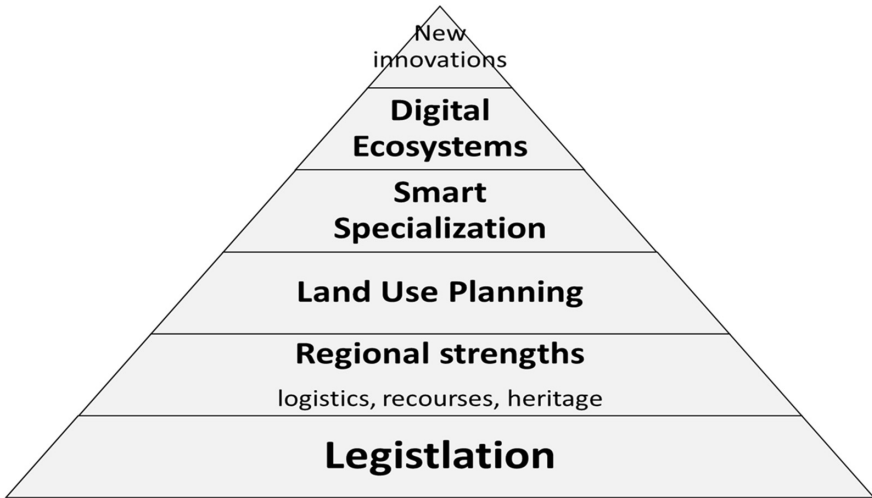 New
innovations
Digital
Ecosystems
Smart
Specialization
Land Use Planning
Regional strengths
logistics, recourses, heritage
Legistlation